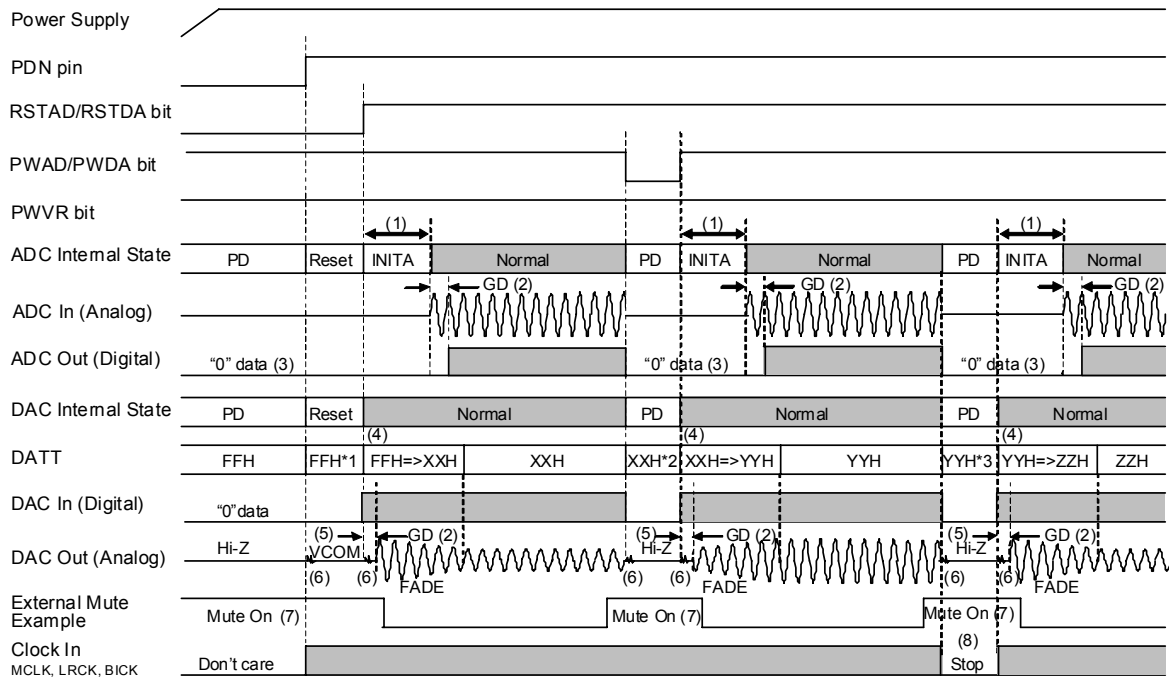 Power Supply
PDN pin
RSTAD/RSTDA bit
PWAD/PWDA bit
PWVR bit
(1) (1) (1)
ADC Internal State PD Reset INITA Normal PD INITA Normal PD INITA Normal
GD (2) GD (2) GD (2)
ADC In (Analog)
ADC Out (Digital) “0” data (3) “0” data (3) “0” data (3)
DAC Internal State PD Reset Normal PD Normal PD Normal
(4) (4) (4)
DATT FFH FFH*1 FFH=>XXH XXH XXH*2 XXH=>YYH YYH YYH*3 YYH=>ZZH ZZH
DAC In (Digital) “0”data
(5) GD (2) (5) GD (2) (5) GD (2)
DAC Out (Analog) Hi-Z VCOM Hi-Z Hi-Z
(6) (6) FADE (6) (6) FADE (6) (6) FADE
External Mute
Example Mute On (7) Mute On (7) Mute On (7)
Clock In (8)
MCLK, LRCK, BICK Don’t care Stop